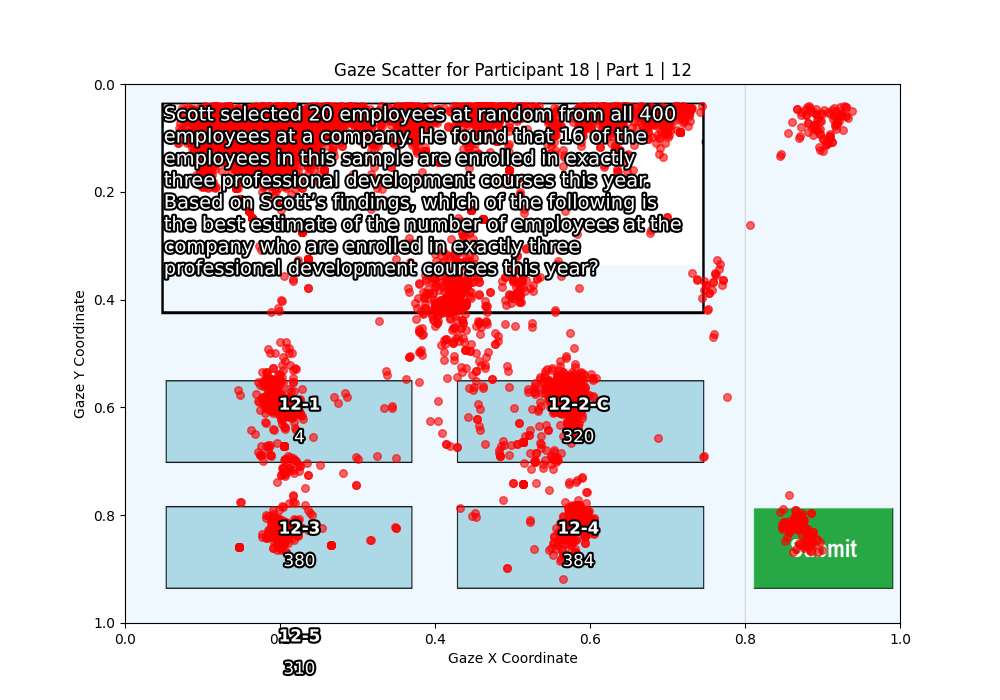 Gaze Scatter for Participant 18 | Part 1 | 12
Scott selected 20 employees at random from all 400
employees at a company. He found that 16 of the
employees in this sample are enrolled in exactly
three professional development courses this year.
Based on Scott's findings, which of the following is
the best estimate of the number of employees at the
company who are enrolled in exactly three
professional development courses this year?
12-1
4
12-2-C
320
12-3
380
12-4
384
Submit
12-5
310
0.0
0.2
0.4
0.6
0.8
1.0
Gaze Y Coordinate
0.0
0.2
0.4
0.6
0.8
1.0
Gaze X Coordinate